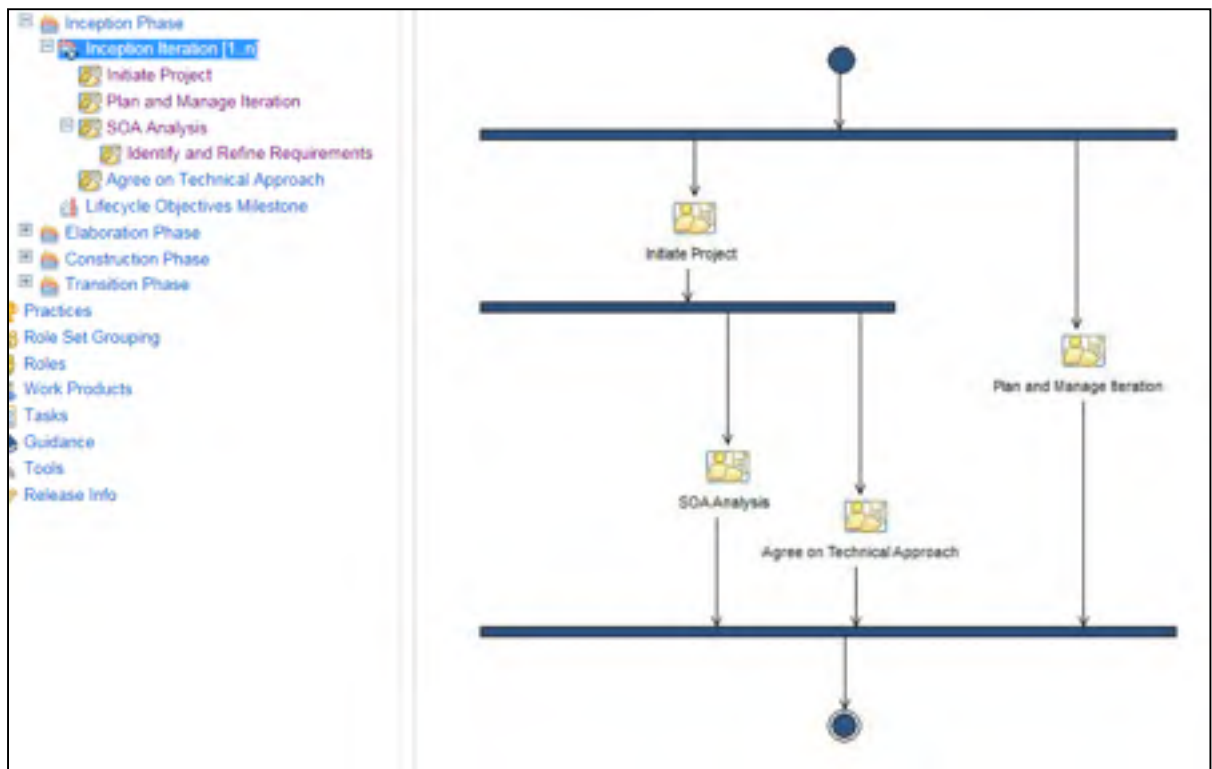 Inception Phase
Inception Iteration [1..n]
Initiate Project
Plan and Manage Iteration
SOA Analysis
Identify and Refine Requirements
Agree on Technical Approach
Lifecycle Objectives Milestone
Elaboration Phase
Construction Phase
Transition Phase
Practices
Role Set Grouping
Roles
Work Products
Tasks
Guidance
Tools
Release Info
Initiate Project
Plan and Manage Iteration
SOA Analysis
Agree on Technical Approach